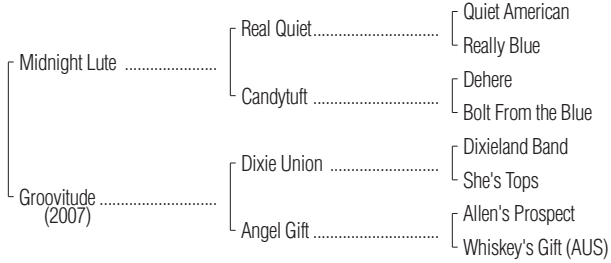 Quiet American
Real Quiet
Really Blue
Midnight Lute
Dehere
Candytuft
Bolt From the Blue
Dixieland Band
Dixie Union
She's Tops
Groovitude
(2007)
Allen's Prospect
Angel Gift
Whiskey's Gift (AUS)